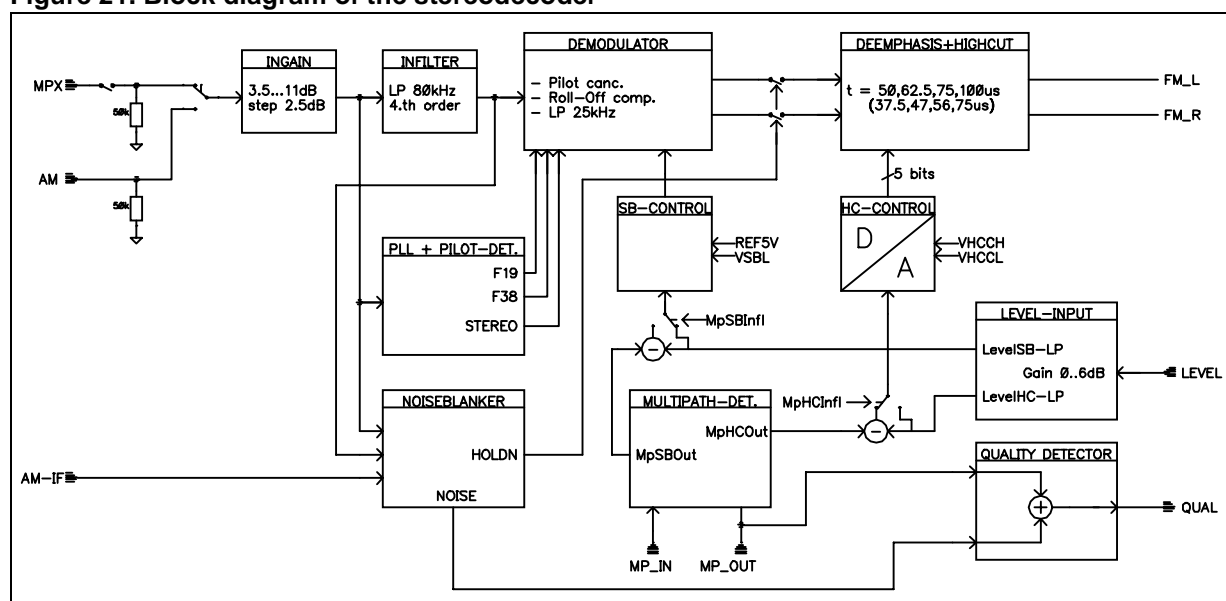 Figure 21. Block diagram of the stereodecoder
MPX
50k
AM
50k
INGAIN
3.5...11dB
step 2.5dB
INFILTER
LP 80kHz
4.th order
DEMODULATOR
- Pilot canc.
- Roll-Off comp.
- LP 25kHz
DEEMPHASIS+HIGHCUT
t = 50,62.5,75,100us
(37.5,47,56,75us)
FM_L
FM_R
5 bits
SB-CONTROL
REF5V
VSBL
HC-CONTROL
D
A
VHCCH
VHCCL
PLL + PILOT-DET.
F19
F38
STEREO
MpSBInfl
LEVEL-INPUT
LevelSB-LP
Gain 0..6dB
LevelHC-LP
LEVEL
NOISEBLANKER
HOLDN
NOISE
AM-IF
MULTIPATH-DET.
MpHCOut
MpSBOut
MpHCInfl
MP_IN
MP_OUT
QUALITY DETECTOR
QUAL